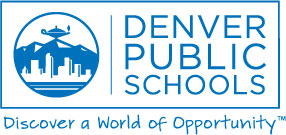 DENVER
PUBLIC
SCHOOLS
Discover a World of Opportunity™